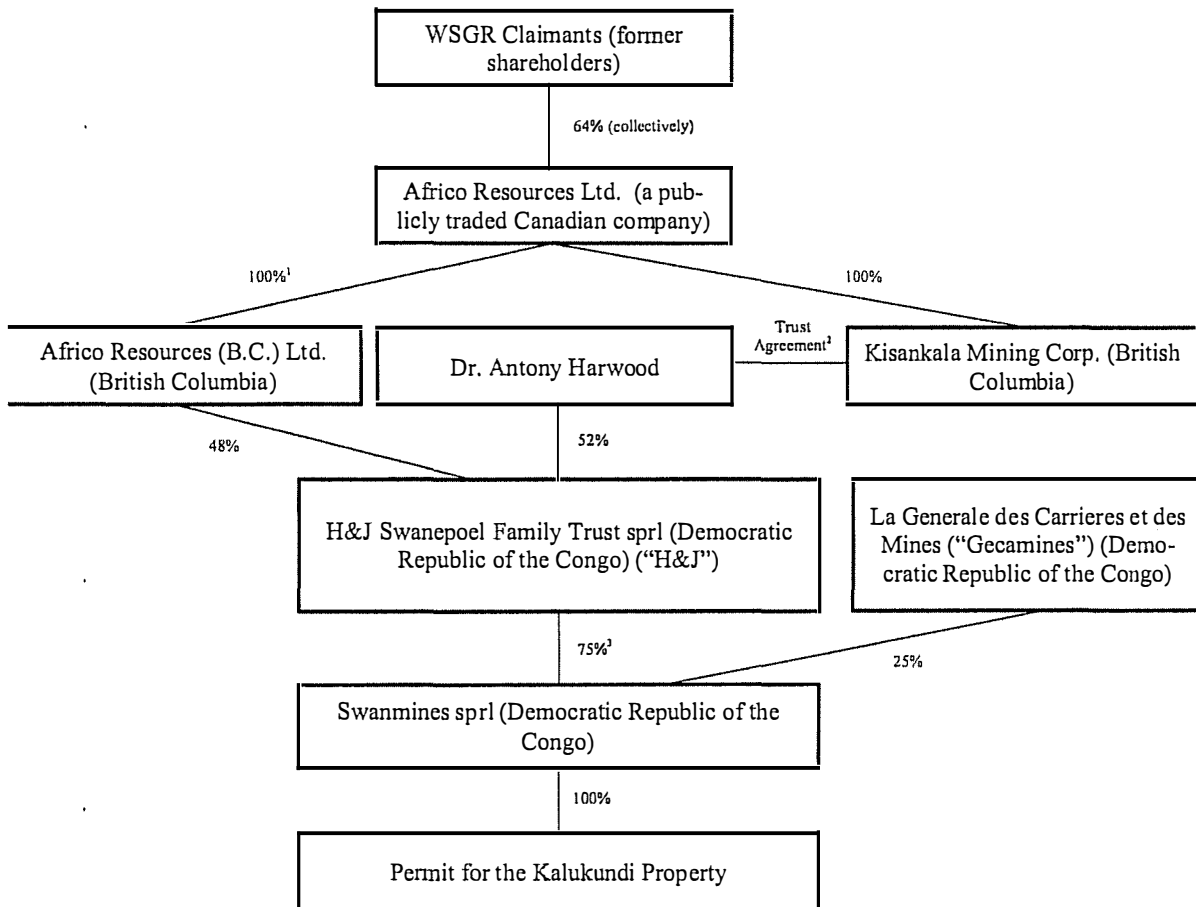 WSGR Claimants (former
shareholders)
64% (collectively)
Africo Resources Ltd. (a pub-
licly traded Canadian company)
100%¹
100%
Africo Resources (B.C.) Ltd.
(British Columbia)
Dr. Antony Harwood
Trust
Agreement²
Kisankala Mining Corp. (British
Columbia)
48%
52%
H&J Swanepoel Family Trust sprl (Democratic
Republic of the Congo) (“H&J”)
La Generale des Carrieres et des
Mines (“Gecamines”) (Demo-
cratic Republic of the Congo)
75%³
25%
Swanmines sprl (Democratic Republic of the
Congo)
100%
Permit for the Kalukundi Property